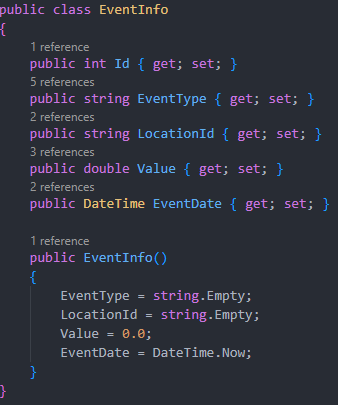 public class EventInfo
{
1 reference
public int Id { get; set; }
5 references
public string EventType { get; set; }
2 references
public string LocationId { get; set; }
3 references
public double Value { get; set; }
2 references
public DateTime EventDate { get; set; }
1 reference
public EventInfo()
{
EventType = string.Empty;
LocationId = string.Empty;
Value = 0.0;
EventDate = DateTime.Now;
}
}